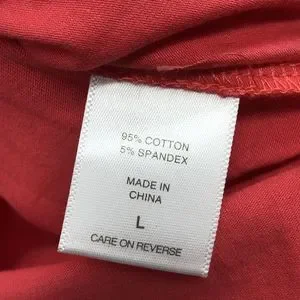 95% COTTON
5% SPANDEX
MADE IN
CHINA
L
CARE ON REVERSE